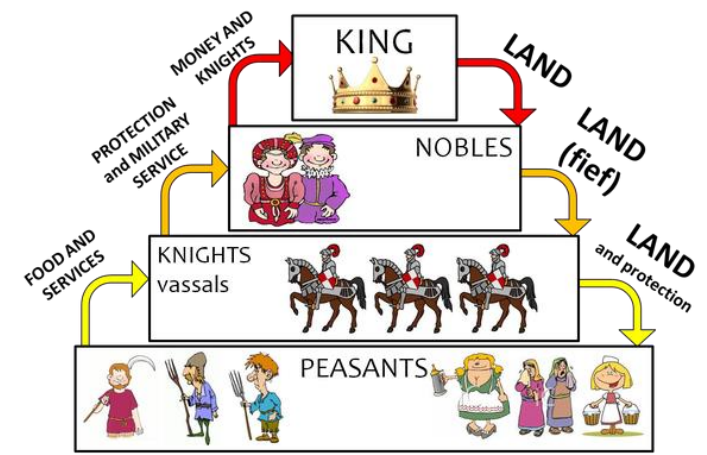 MONEY AND
KNIGHTS
KING
LAND
PROTECTION
and MILITARY
SERVICE
NOBLES
LAND
(fief)
FOOD AND
SERVICES
KNIGHTS
vassals
LAND
and protection
PEASANTS